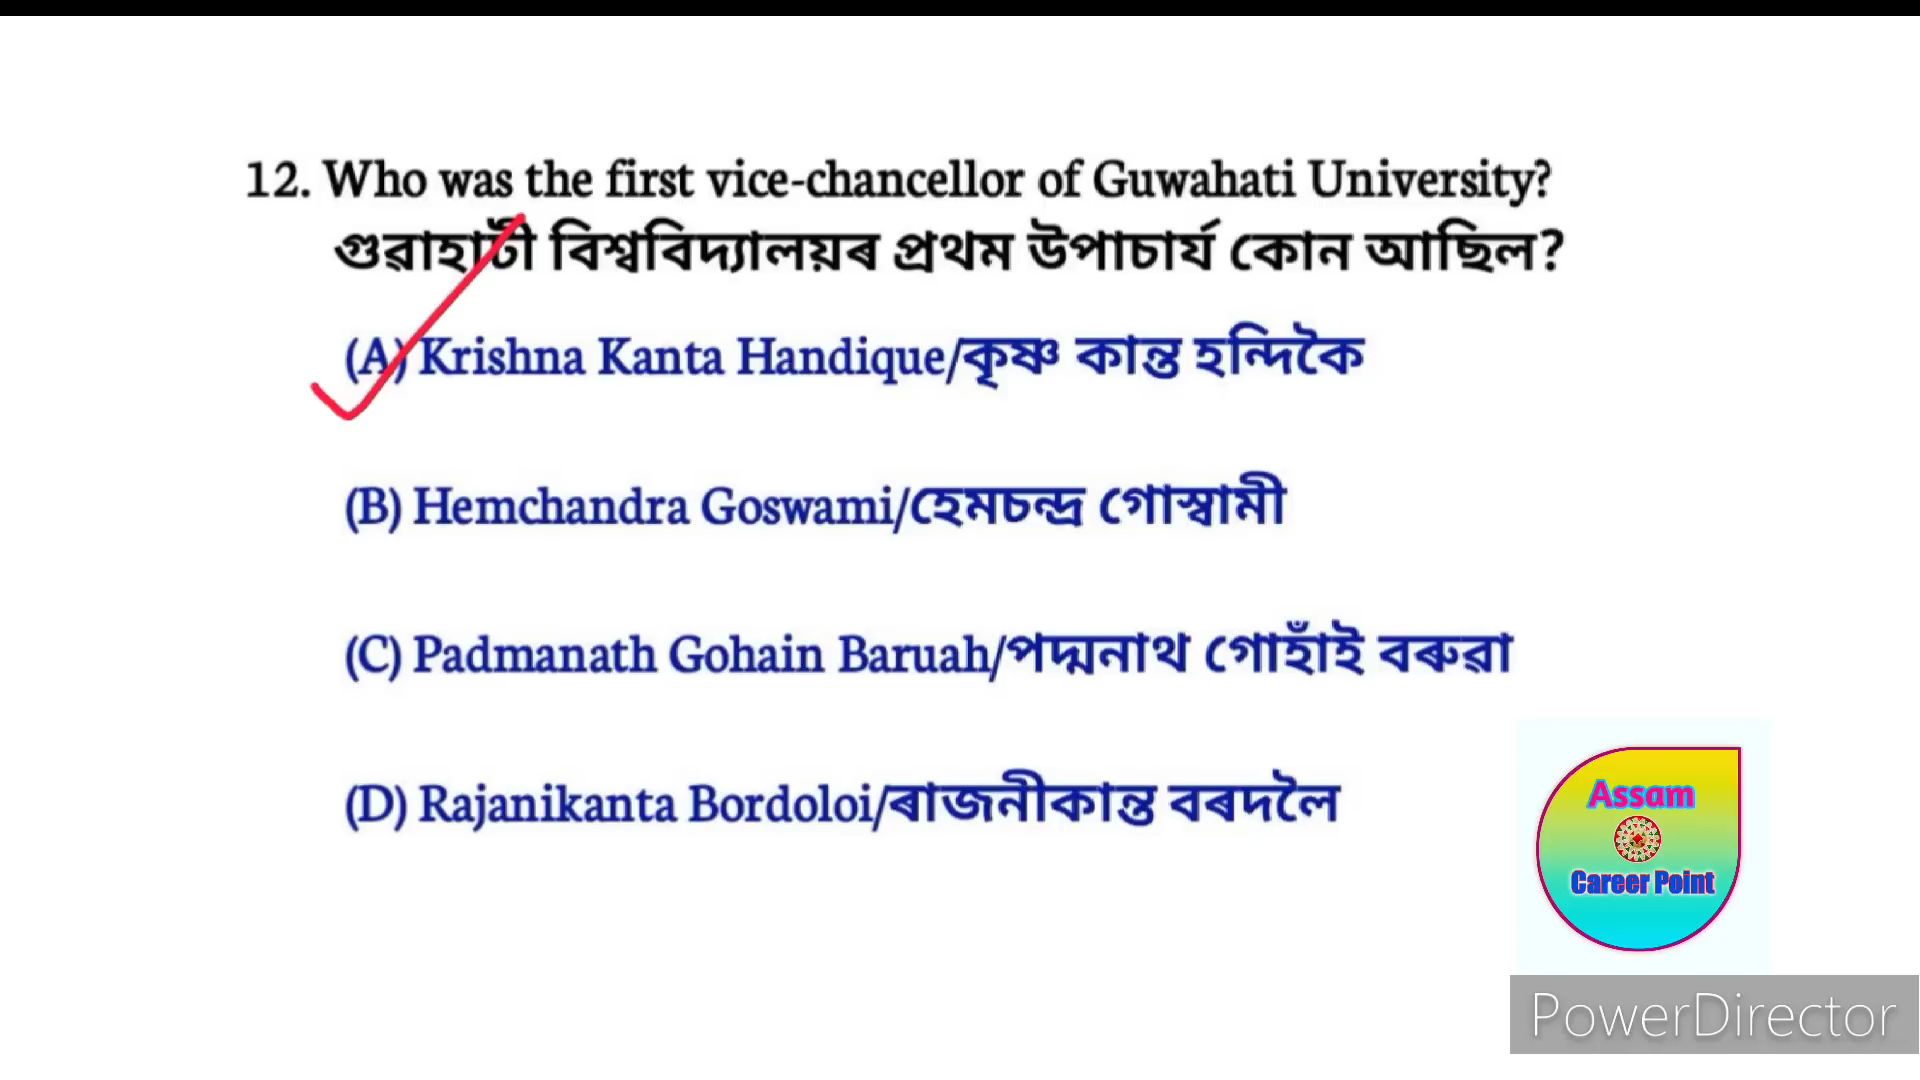 12. Who was the first vice-chancellor of Guwahati University?
গুৱাহাটী বিশ্ববিদ্যালয়ৰ প্ৰথম উপাচাৰ্য কোন আছিল?
(A) Krishna Kanta Handique/কৃষ্ণ কান্ত হন্দিকৈ
(B) Hemchandra Goswami/হেমচন্দ্ৰ গোস্বামী
(C) Padmanath Gohain Baruah/পদ্মনাথ গোহাঁই বৰুৱা
(D) Rajanikanta Bordoloi/ৰাজনীকান্ত বৰদলৈ
Assam
Career Point
PowerDirector